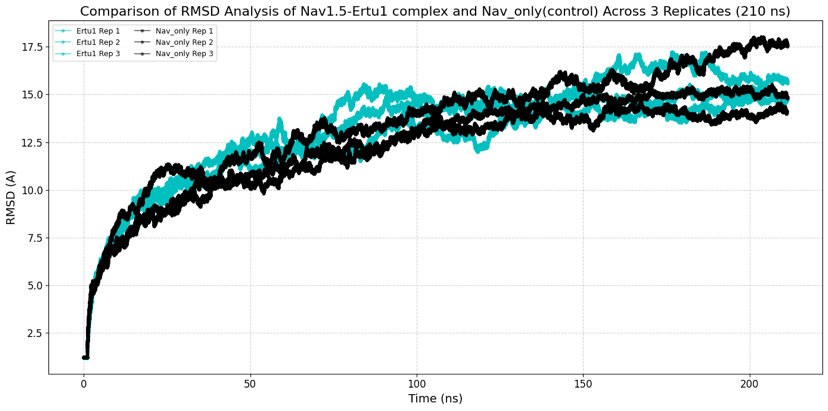 Comparison of RMSD Analysis of Nav1.5-Ertu1 complex and Nav_only(control) Across 3 Replicates (210 ns)
Ertu1 Rep 1 Nav_only Rep 1
Ertu1 Rep 2 Nav_only Rep 2
Ertu1 Rep 3 Nav_only Rep 3
RMSD (A)
17.5
15.0
12.5
10.0
7.5
5.0
2.5
0 50 100 150 200
Time (ns)